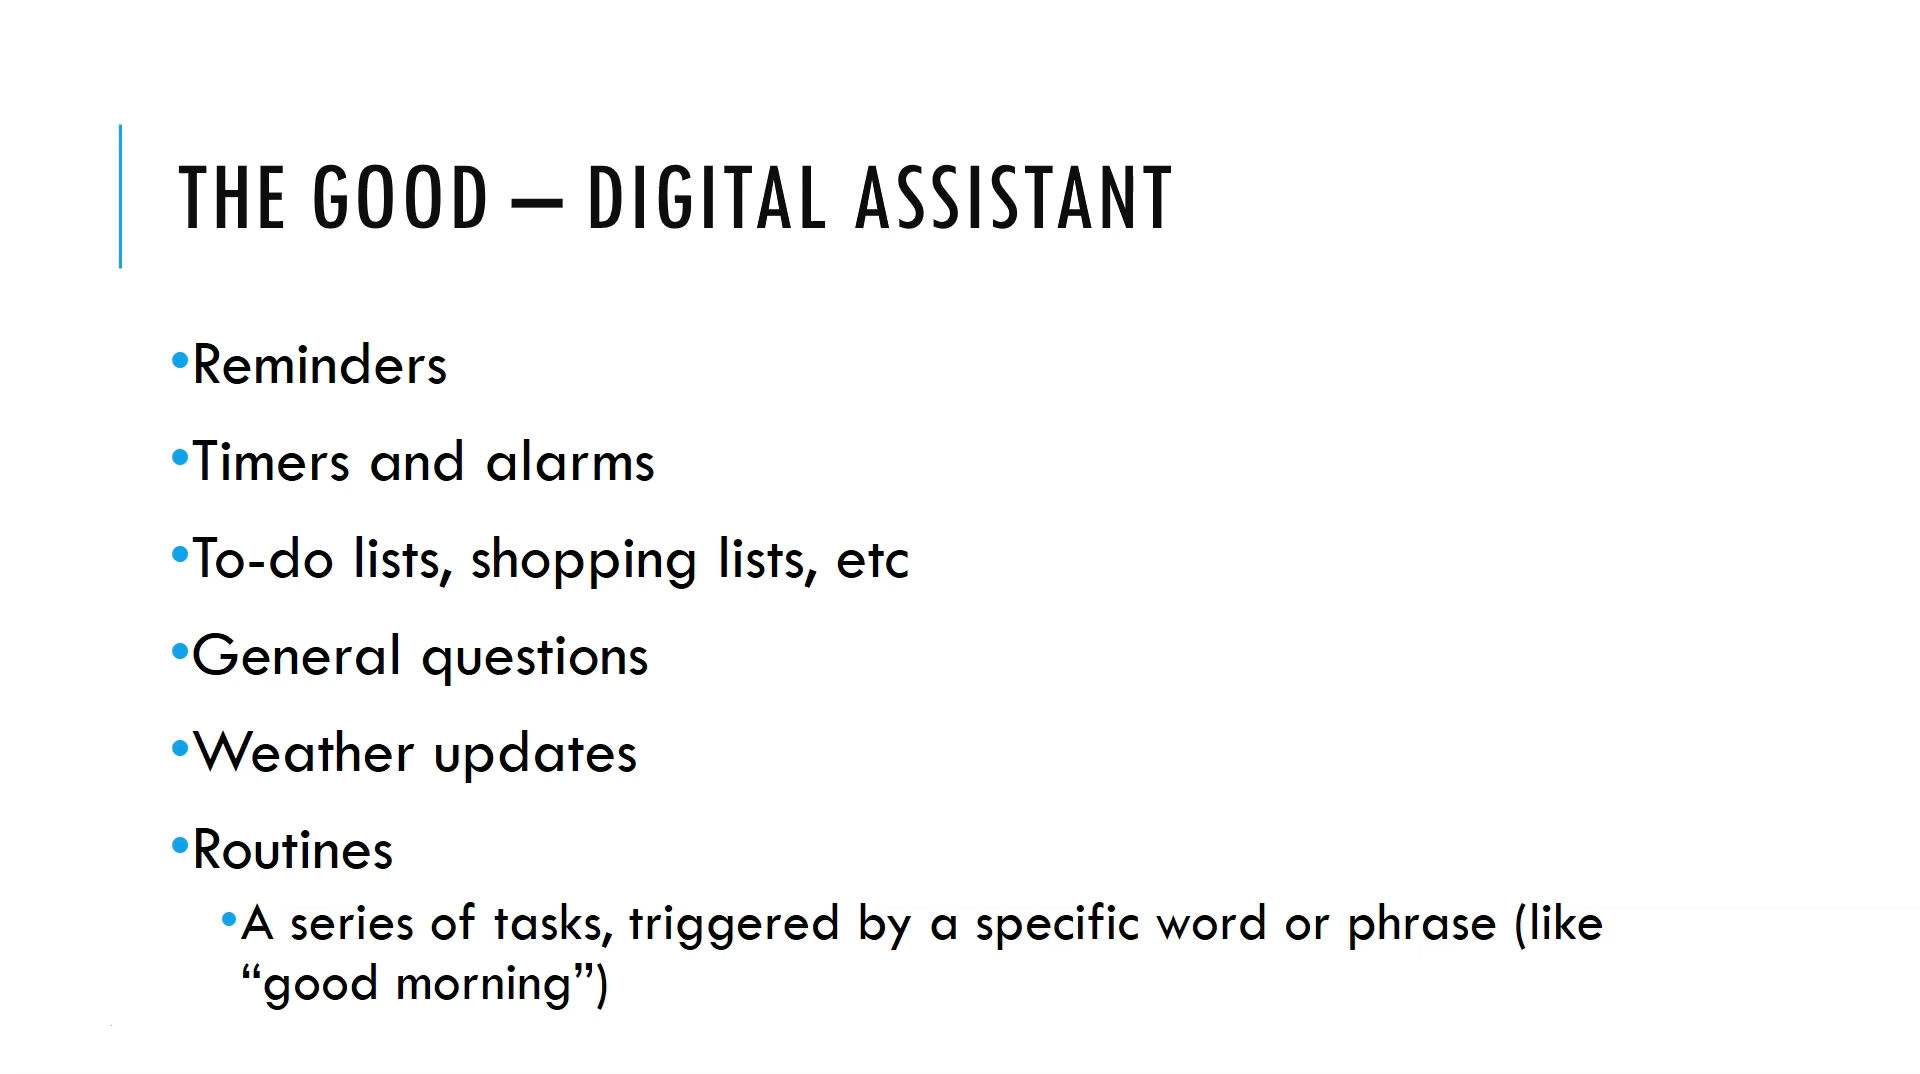 THE GOOD – DIGITAL ASSISTANT
•Reminders
•Timers and alarms
•To-do lists, shopping lists, etc
•General questions
•Weather updates
•Routines
•A series of tasks, triggered by a specific word or phrase (like
“good morning”)